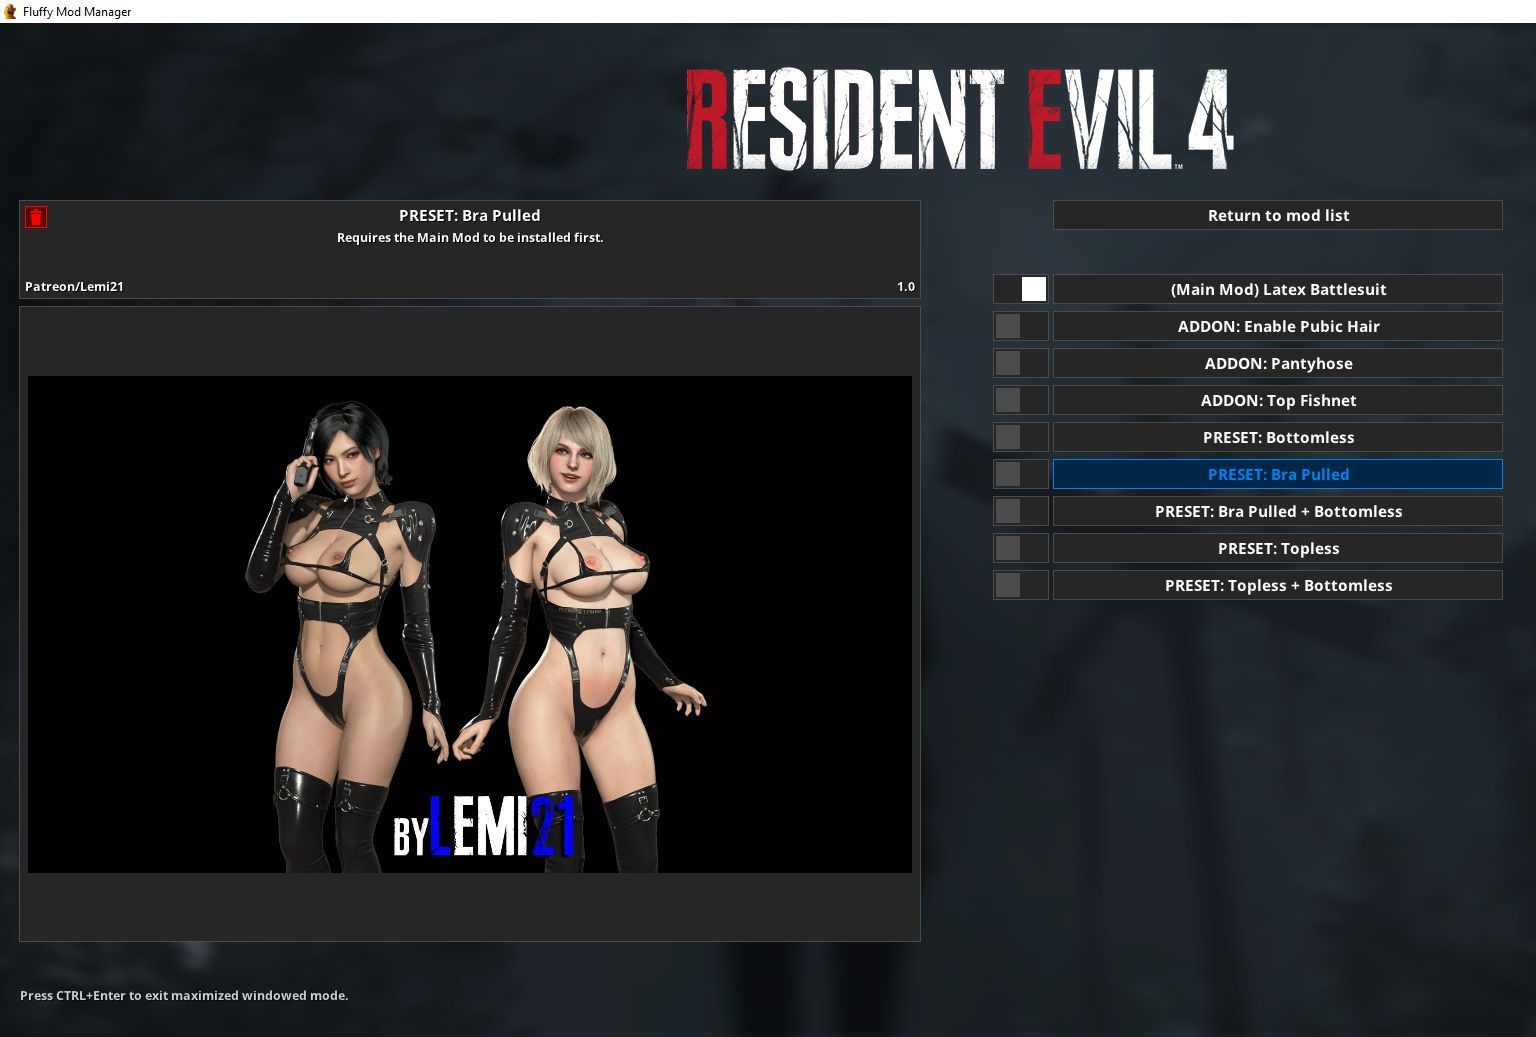 Fluffy Mod Manager
RESIDENT EVIL 4
TM
PRESET: Bra Pulled
Requires the Main Mod to be installed first.
Patreon/Lemi21
1.0
BY LEMI21
Return to mod list
(Main Mod) Latex Battlesuit
ADDON: Enable Pubic Hair
ADDON: Pantyhose
ADDON: Top Fishnet
PRESET: Bottomless
PRESET: Bra Pulled
PRESET: Bra Pulled + Bottomless
PRESET: Topless
PRESET: Topless + Bottomless
Press CTRL+Enter to exit maximized windowed mode.